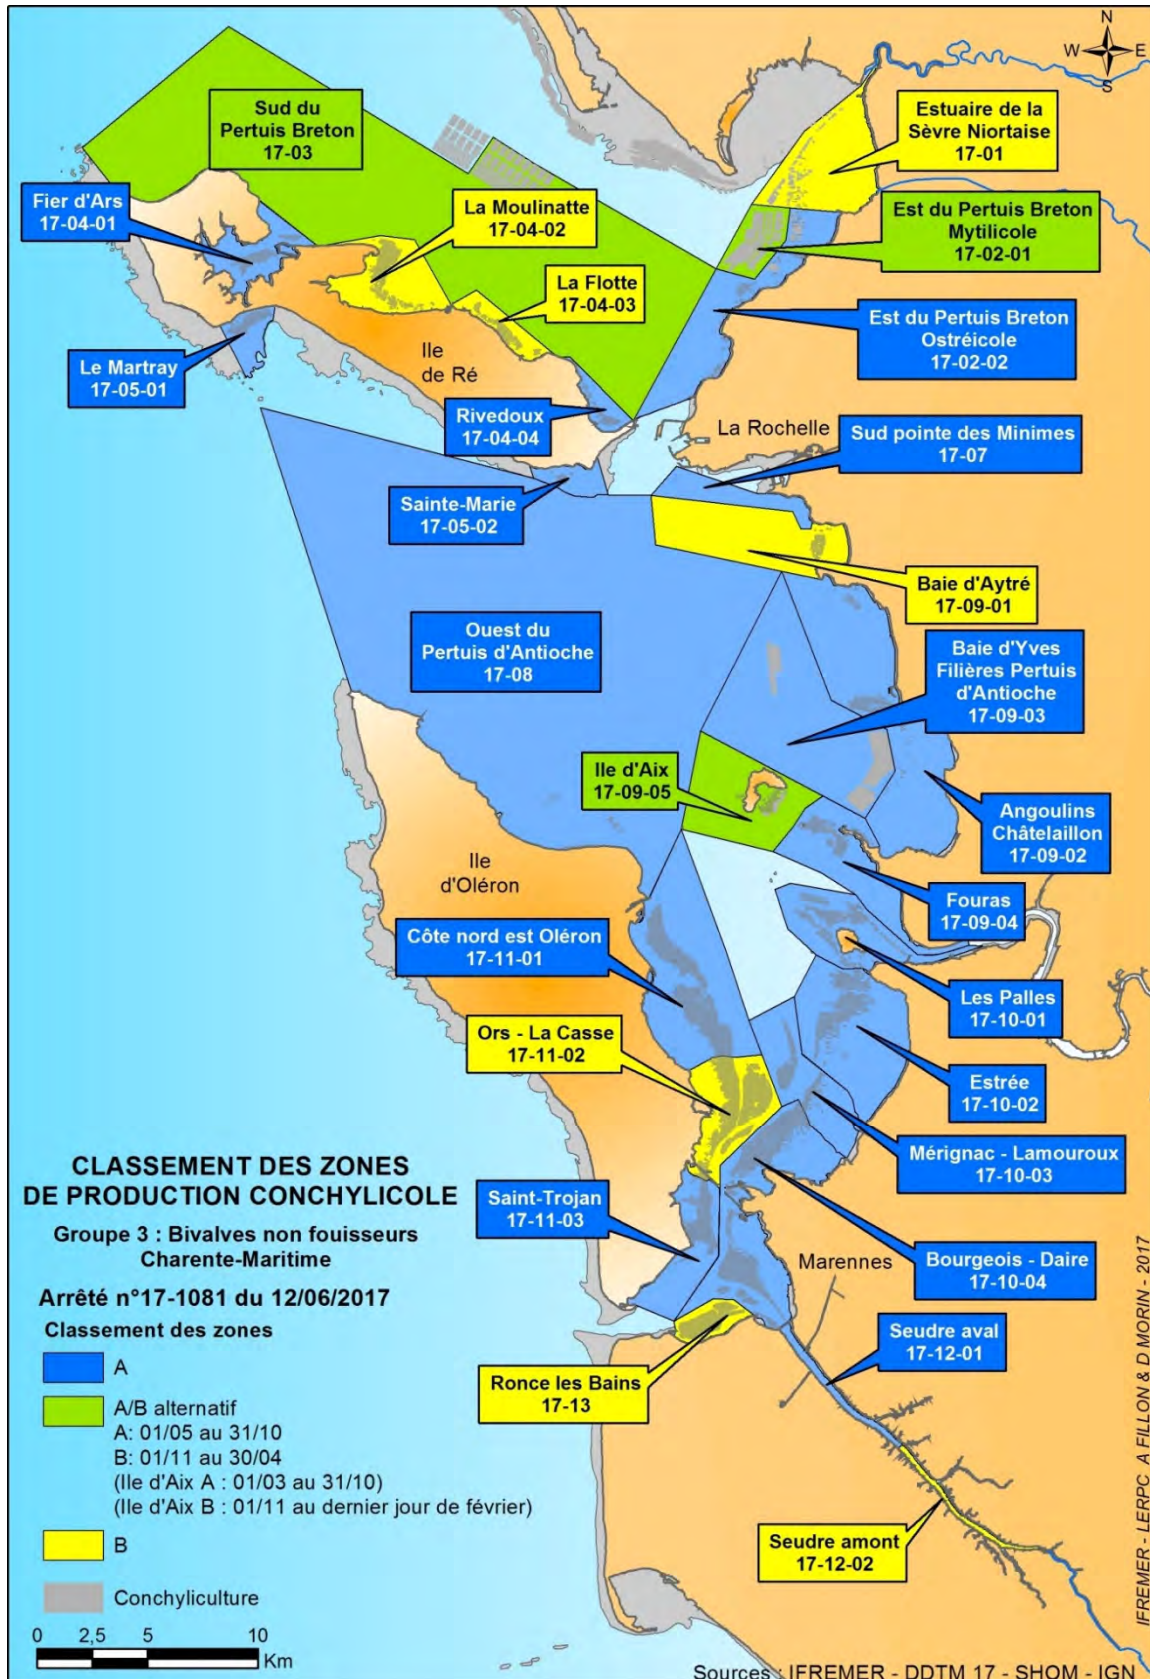 N
W E
S
Sud du
Pertuis Breton
17-03
Estuaire de la
Sèvre Niortaise
17-01
Fier d'Ars
17-04-01
La Moulinatte
17-04-02
Est du Pertuis Breton
Mytilicole
17-02-01
La Flotte
17-04-03
Est du Pertuis Breton
Ostréicole
17-02-02
Le Martray
17-05-01
Ile
de Ré
Rivedoux
17-04-04
La Rochelle
Sud pointe des Minimes
17-07
Sainte-Marie
17-05-02
Baie d'Aytré
17-09-01
Ouest du
Pertuis d'Antioche
17-08
Baie d'Yves
Filières Pertuis
d'Antioche
17-09-03
Ile d'Aix
17-09-05
Angoulins
Châtelaillon
17-09-02
Ile
d'Oléron
Fouras
17-09-04
Côte nord est Oléron
17-11-01
Les Palles
17-10-01
Ors - La Casse
17-11-02
Estrée
17-10-02
Mérignac - Lamouroux
17-10-03
CLASSEMENT DES ZONES
DE PRODUCTION CONCHYLICOLE
Saint-Trojan
17-11-03
Groupe 3 : Bivalves non fouisseurs
Charente-Maritime
Bourgeois - Daire
17-10-04
Marennes
Arrêté n°17-1081 du 12/06/2017
Classement des zones
Seudre aval
17-12-01
A
Ronce les Bains
17-13
A/B alternatif
A: 01/05 au 31/10
B: 01/11 au 30/04
(Ile d'Aix A : 01/03 au 31/10)
(Ile d'Aix B : 01/11 au dernier jour de février)
B
Seudre amont
17-12-02
Conchyliculture
0 2,5 5 10
Km
IFREMER - LERPC A FILLON & D MORIN - 2017
Sources : IFREMER - DDTM 17 - SHOM - IGN